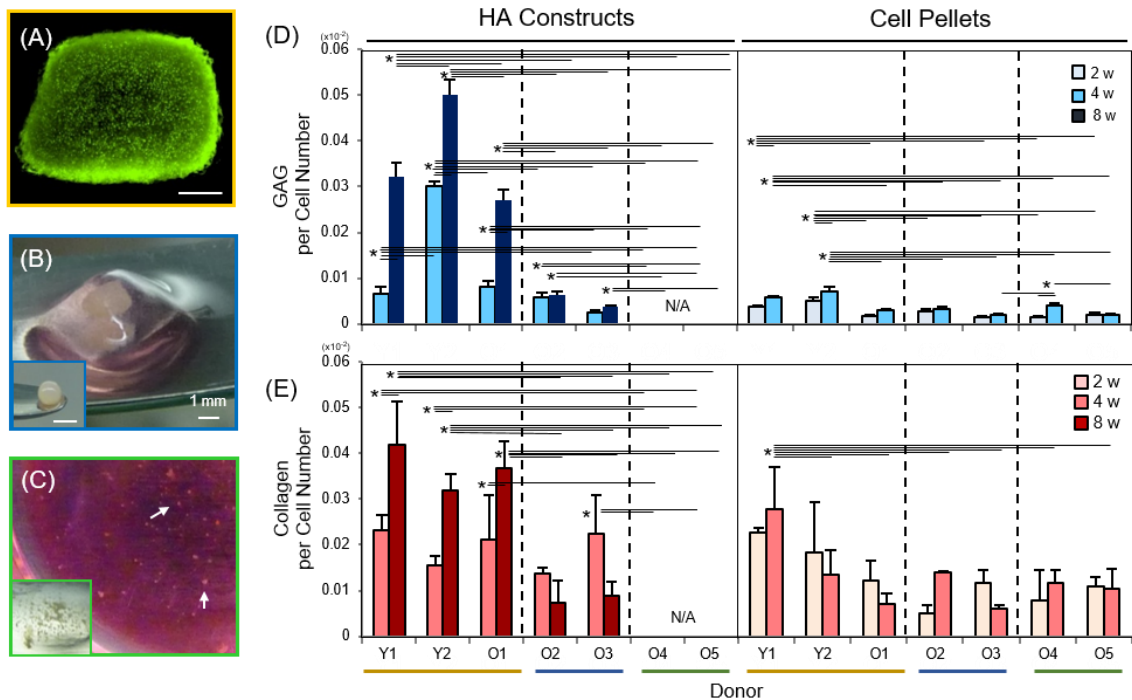 (A)
(B)
1 mm
(C)
HA Constructs
Cell Pellets
(D)
(x10⁻²)
0.06
0.05
0.04
0.03
0.02
0.01
0
GAG
per Cell Number
* * * * * * * * *
N/A
2 w
4 w
8 w
* * * * *
(E)
(x10⁻²)
0.06
0.05
0.04
0.03
0.02
0.01
0
Collagen
per Cell Number
* * * * * * *
N/A
2 w
4 w
8 w
*
Y1 Y2 O1 O2 O3 O4 O5 Y1 Y2 O1 O2 O3 O4 O5
Donor